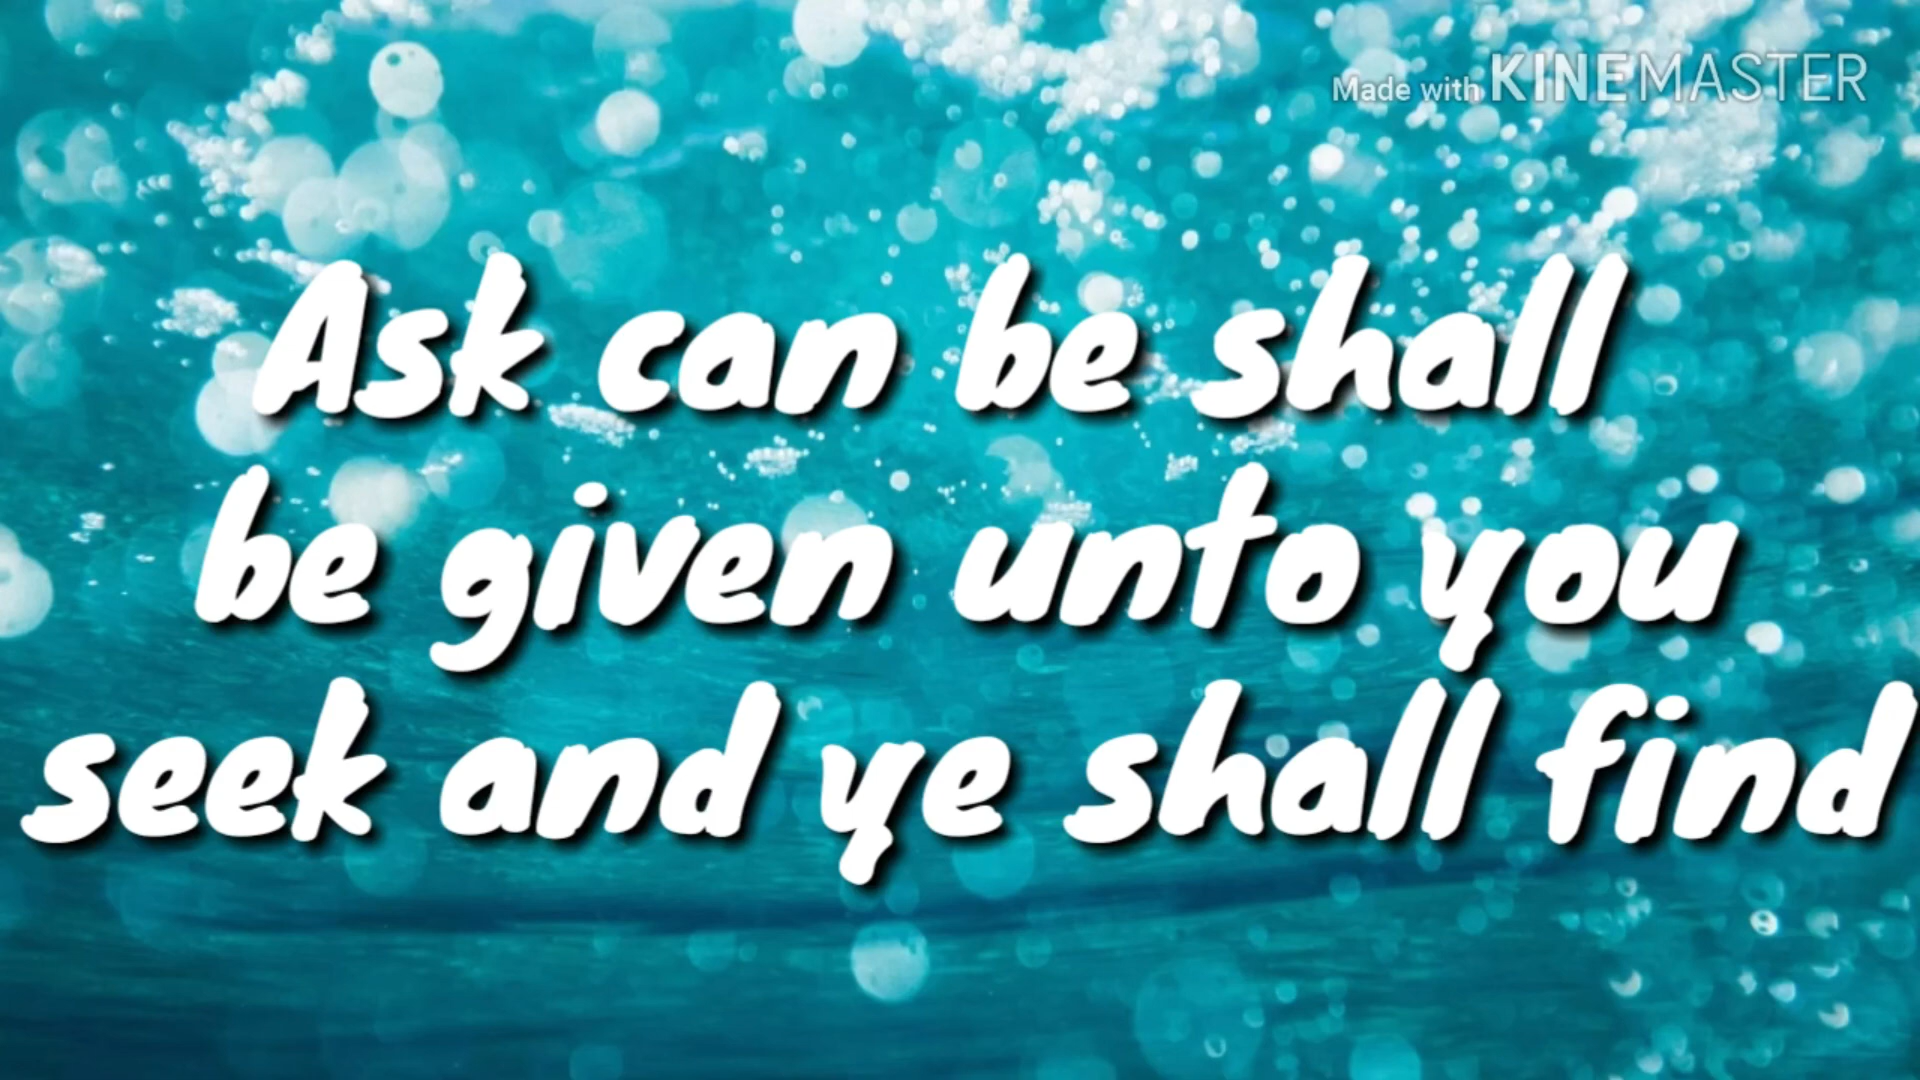 Made with KINEMASTER
Ask can be shall
be given unto you
seek and ye shall find